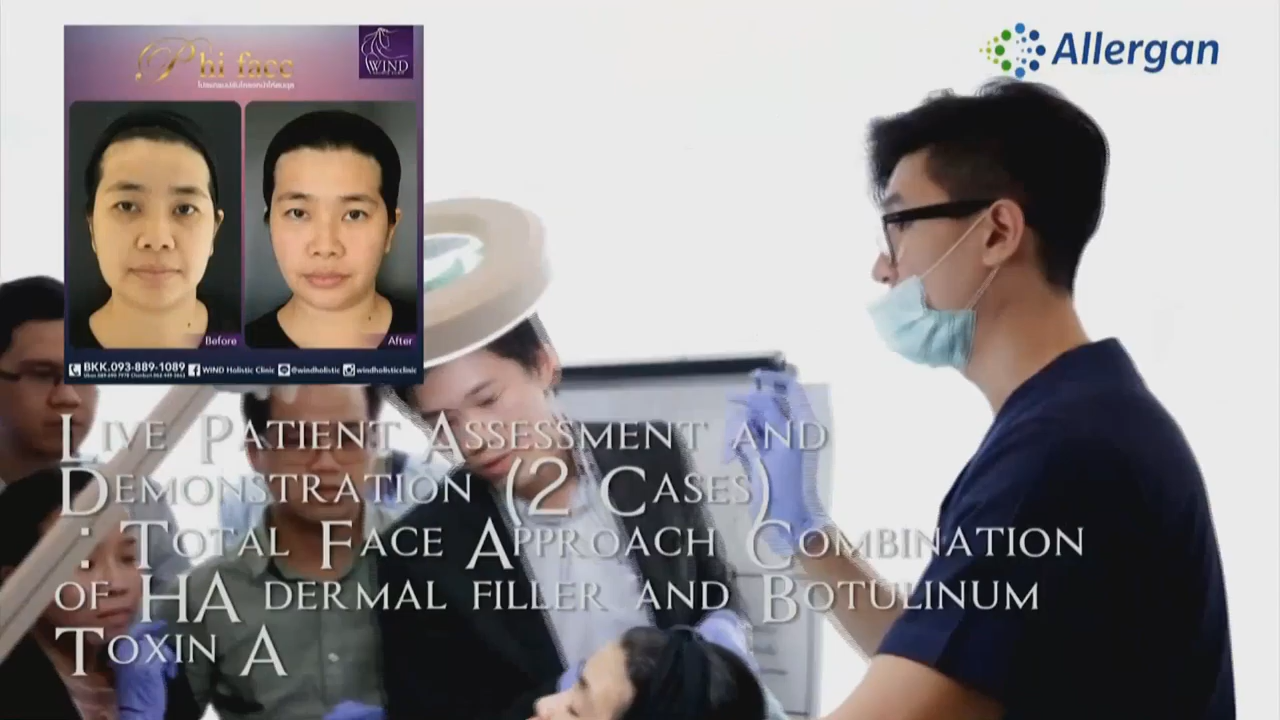 Phi face
WIND
Allergan
Before
After
BKK.093-889-1089
WIND Holistic Clinic
@windholistic
windholisticclinic
Live Patient Assessment and
Demonstration (2 Cases)
: Total Face Approach Combination
of HA dermal filler and Botulinum
Toxin A